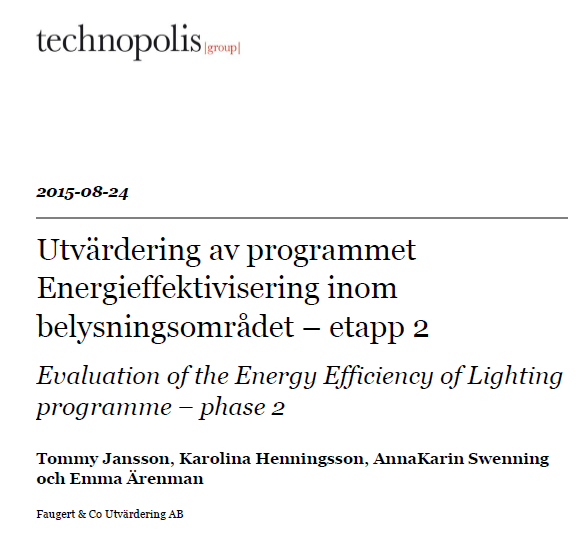 technopolis |group|
2015-08-24
Utvärdering av programmet
Energieffektivisering inom
belysningsområdet – etapp 2
Evaluation of the Energy Efficiency of Lighting
programme – phase 2
Tommy Jansson, Karolina Henningsson, AnnaKarin Swenning
och Emma Ärenman
Faugert & Co Utvärdering AB